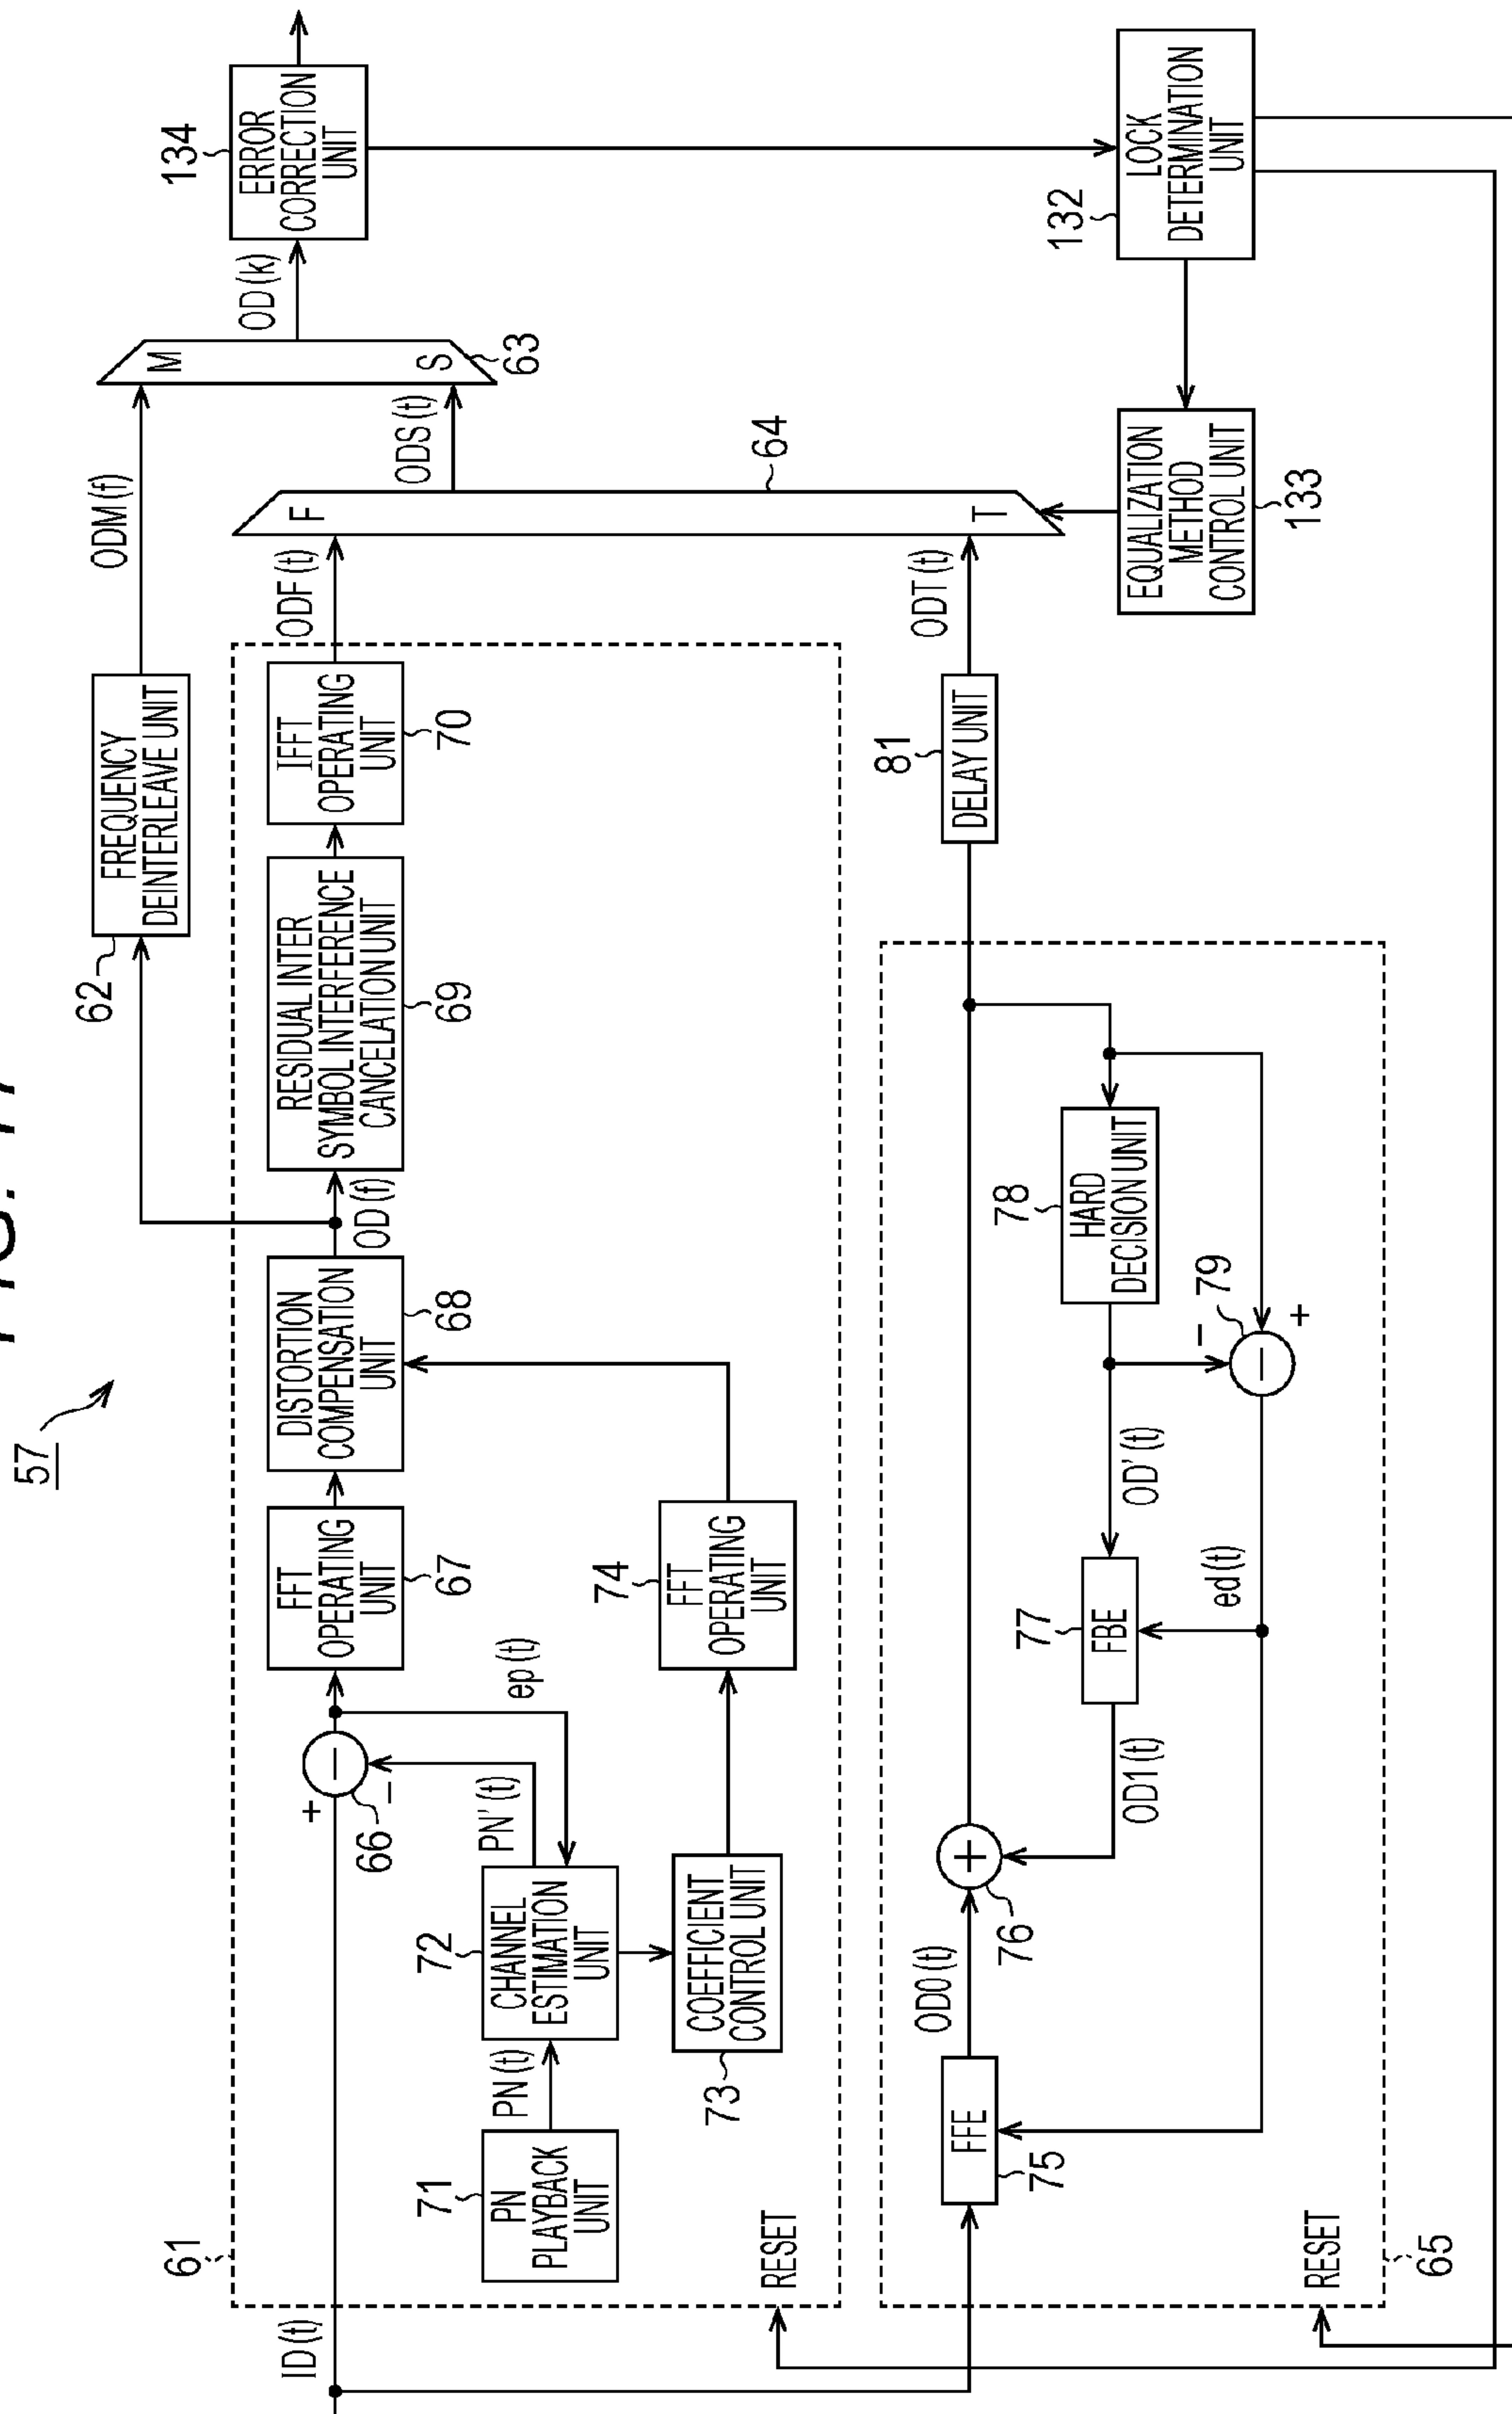 57
62
FREQUENCY
DEINTERLEAVE UNIT
ODM (f)
M
S
63
OD (k)
134
ERROR
CORRECTION
UNIT
61
ID (t)
+
−
−
66
FFT
OPERATING
UNIT
67
DISTORTION
COMPENSATION
UNIT
68
OD (f)
RESIDUAL INTER
SYMBOL INTERFERENCE
CANCELATION UNIT
69
IFFT
OPERATING
UNIT
70
ODF (t)
F
T
64
ODS (t)
71
PN
PLAYBACK
UNIT
PN (t)
72
CHANNEL
ESTIMATION
UNIT
PN' (t)
ep (t)
73
COEFFICIENT
CONTROL UNIT
74
FFT
OPERATING
UNIT
RESET
FFE
75
OD0 (t)
+
76
OD1 (t)
77
FBE
OD' (t)
ed (t)
78
HARD
DECISION UNIT
−
79
−
+
81
DELAY UNIT
ODT (t)
RESET
65
EQUALIZATION
METHOD
CONTROL UNIT
133
132
LOCK
DETERMINATION
UNIT